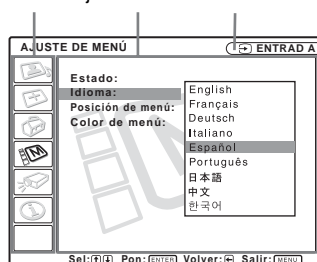 AJUSTE DE MENÚ
ENTRAD A
Estado:
Idioma:
Posición de menú:
Color de menú:
English
Français
Deutsch
Italiano
Español
Português
日本語
中文
한국어
Sel: Pon: ENTER Volver: Salir: MENU